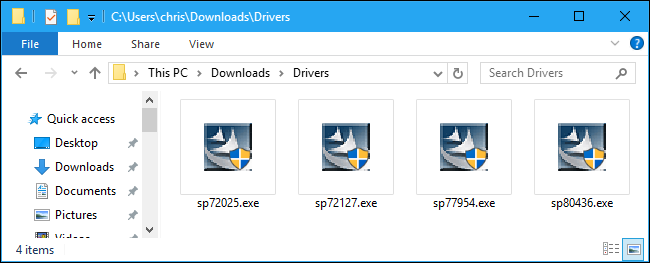 C:\Users\chris\Downloads\Drivers
File Home Share View
This PC Downloads Drivers Search Drivers
Quick access
Desktop
Downloads
Documents
Pictures
Videos
sp72025.exe sp72127.exe sp77954.exe sp80436.exe
4 items